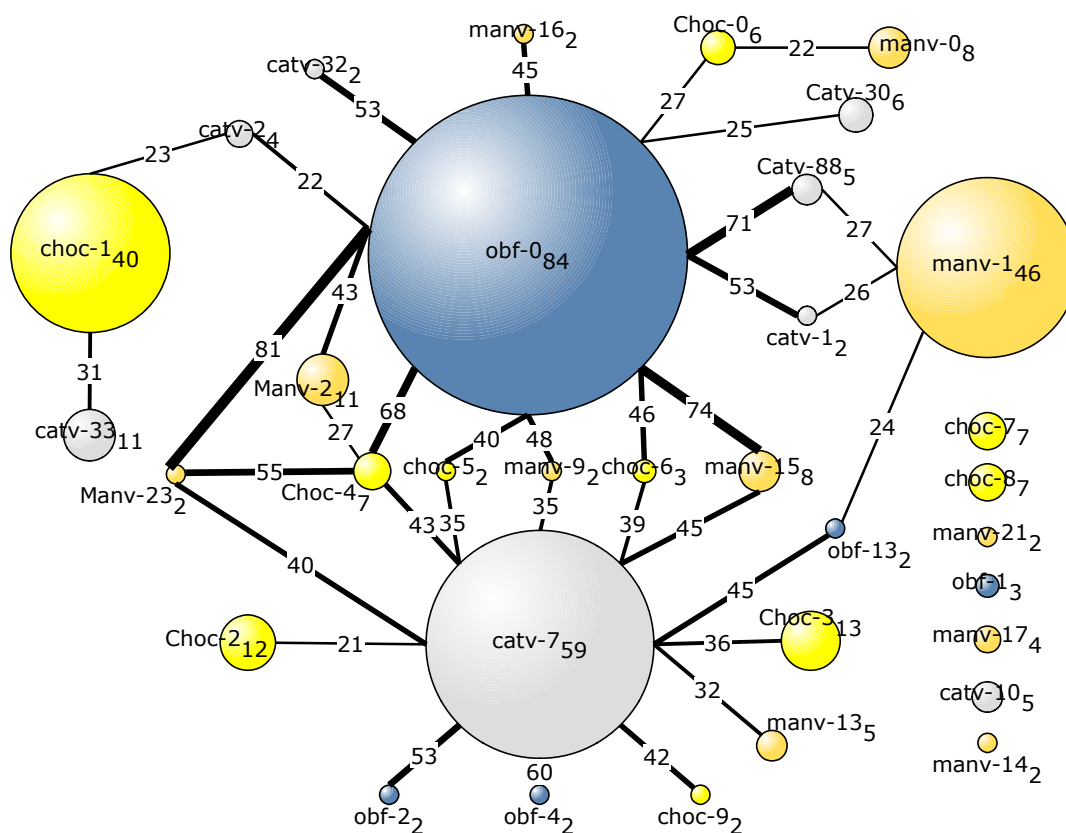 manv-16₂
Choc-0₆
22
manv-0₈
catv-32₂
45
53
27
Catv-30₆
25
catv-2₄
23
22
Catv-88₅
71
27
choc-1₄₀
obf-0₈₄
manv-1₄₆
43
53
26
catv-1₂
81
31
Manv-2₁₁
68
46
74
27
40
48
24
choc-7₇
catv-33₁₁
Manv-23₂
55
Choc-4₇
choc-5₂
manv-9₂
choc-6₃
manv-15₈
choc-8₇
43
35
35
39
45
manv-21₂
obf-13₂
40
45
obf-1₃
Choc-2₁₂
21
catv-7₅₉
36
Choc-3₁₃
manv-17₄
32
catv-10₅
manv-13₅
53
60
42
manv-14₂
obf-2₂
obf-4₂
choc-9₂